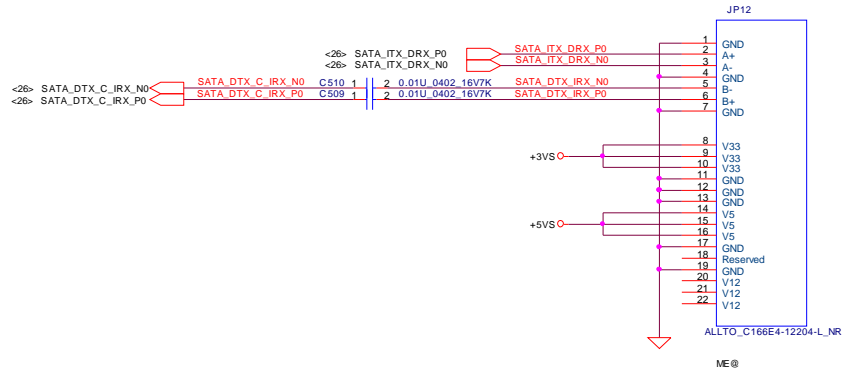 JP12
1 GND
<26> SATA_ITX_DRX_P0 SATA_ITX_DRX_P0 2 A+
<26> SATA_ITX_DRX_N0 SATA_ITX_DRX_N0 3 A-
4 GND
<26> SATA_DTX_C_IRX_N0 SATA_DTX_C_IRX_N0 C510 1 2 0.01U_0402_16V7K SATA_DTX_IRX_N0 5 B-
<26> SATA_DTX_C_IRX_P0 SATA_DTX_C_IRX_P0 C509 1 2 0.01U_0402_16V7K SATA_DTX_IRX_P0 6 B+
7 GND
8 V33
+3VS 9 V33
10 V33
11 GND
12 GND
13 GND
14 V5
+5VS 15 V5
16 V5
17 GND
18 Reserved
19 GND
20 V12
21 V12
22 V12
ALLTO_C166E4-12204-L_NR
ME@